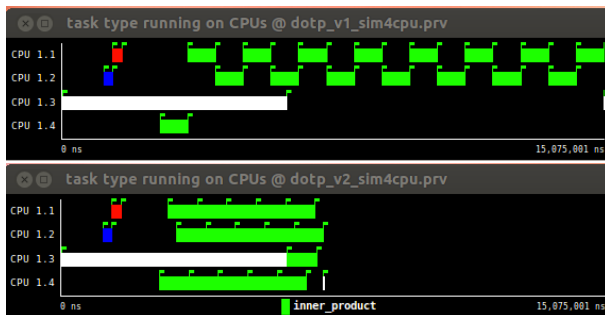 task type running on CPUs @ dotp_v1_sim4cpu.prv
CPU 1.1
CPU 1.2
CPU 1.3
CPU 1.4
0 ns 15,075,001 ns
task type running on CPUs @ dotp_v2_sim4cpu.prv
CPU 1.1
CPU 1.2
CPU 1.3
CPU 1.4
0 ns 15,075,001 ns
inner_product